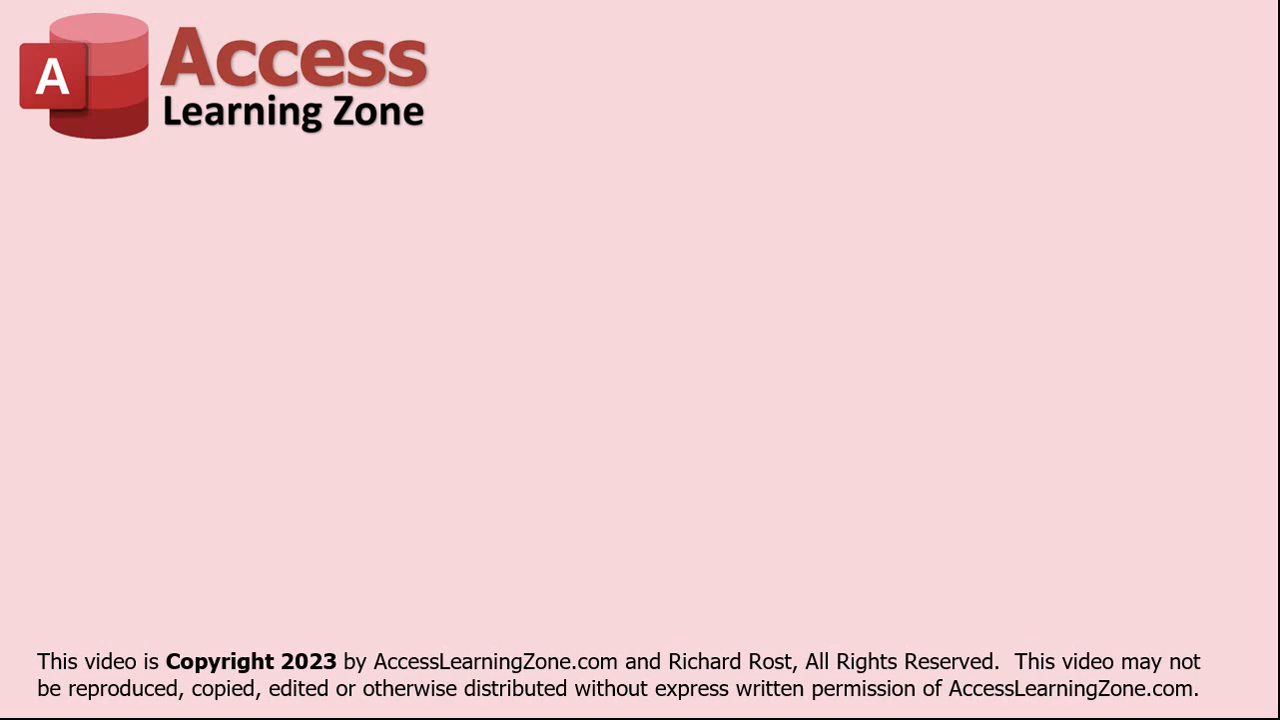 A
Access
Learning Zone
This video is Copyright 2023 by AccessLearningZone.com and Richard Rost, All Rights Reserved.  This video may not
be reproduced, copied, edited or otherwise distributed without express written permission of AccessLearningZone.com.